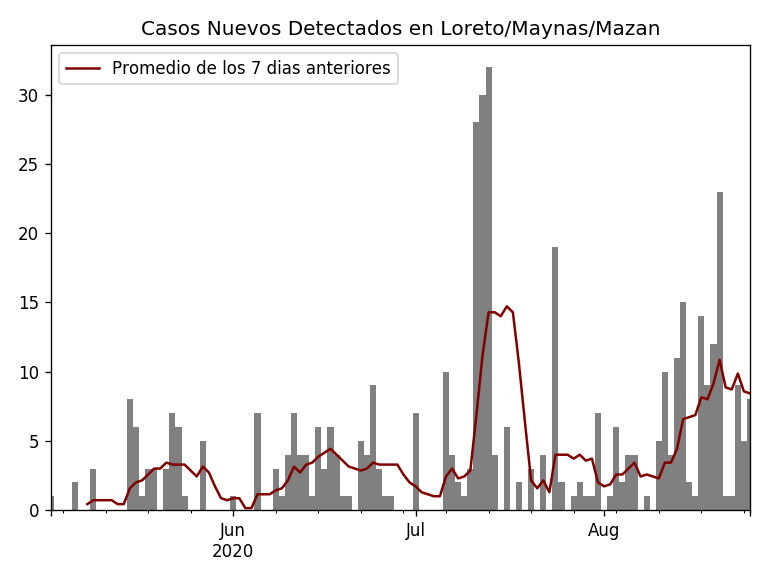 Casos Nuevos Detectados en Loreto/Maynas/Mazan
Promedio de los 7 dias anteriores
30
25
20
15
10
5
0
Jun
2020
Jul
Aug